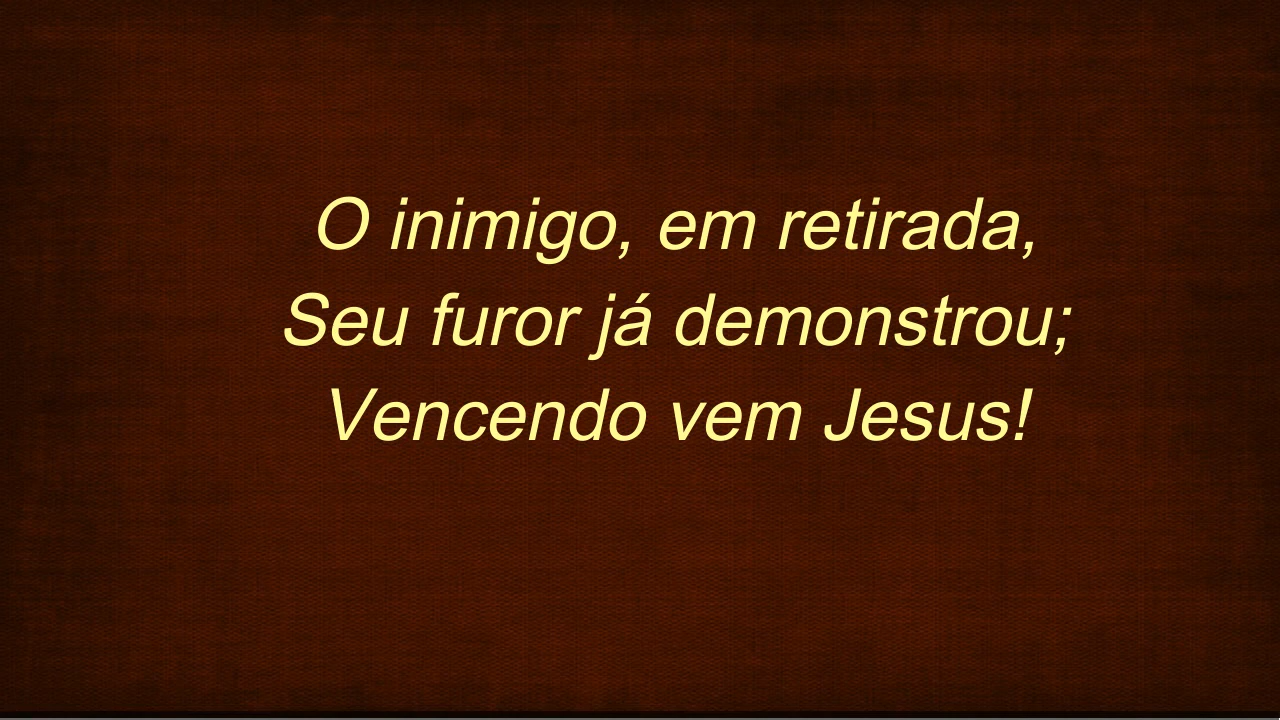 O inimigo, em retirada,
Seu furor já demonstrou;
Vencendo vem Jesus!